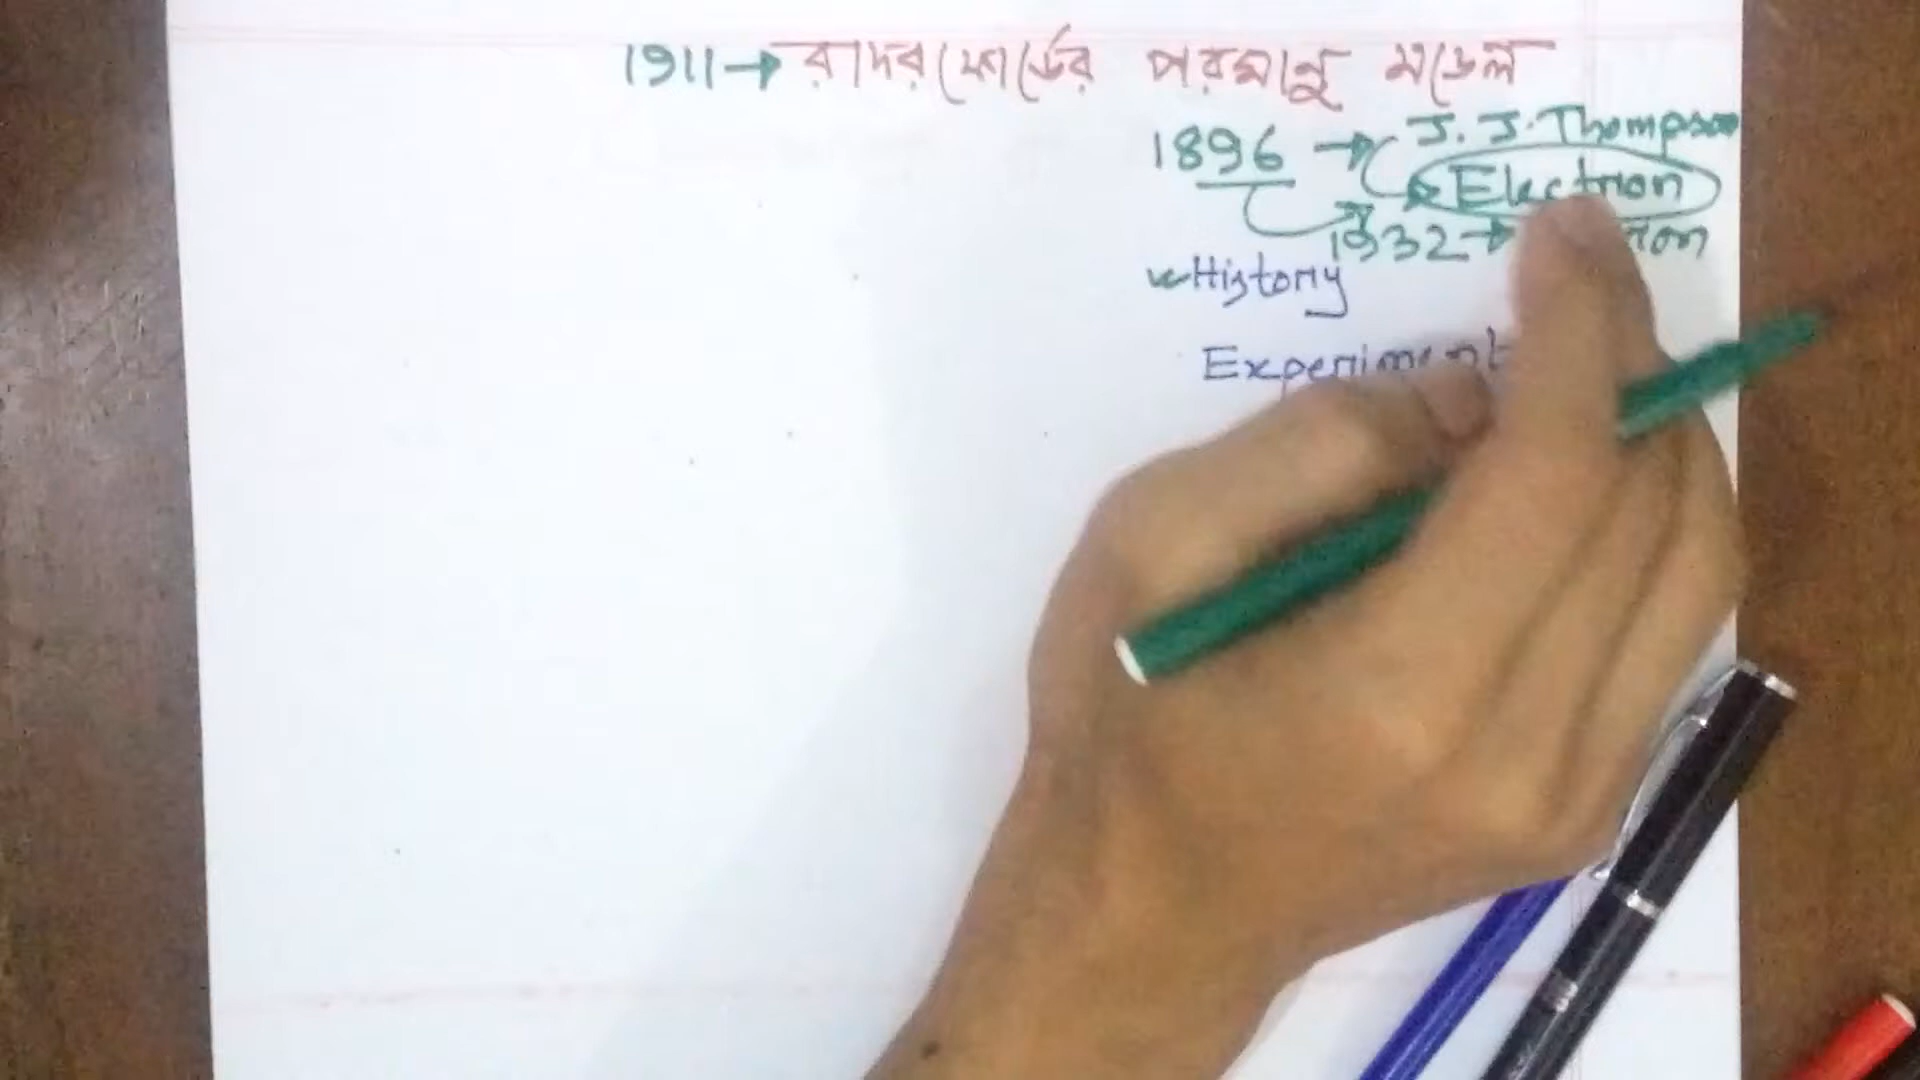 1911→ রাদারফোর্ডের পরমানু মডেল
1896 → J. J. Thompson
Electron
1932→
History
Experiment